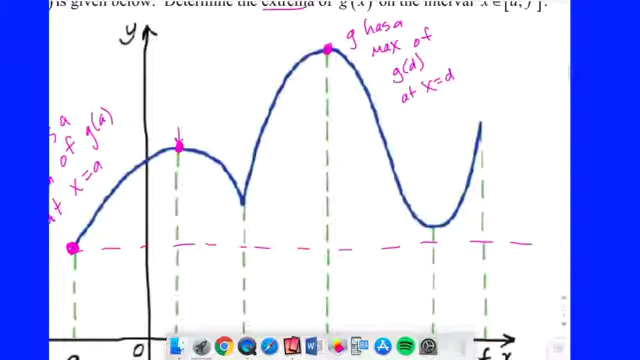 ) is given below. Determine the extrema of g(x) on the interval x∈[a, f].
y
g has a
max of
g(d)
at x=d
s a
of g(a)
at x=a
0
f
x